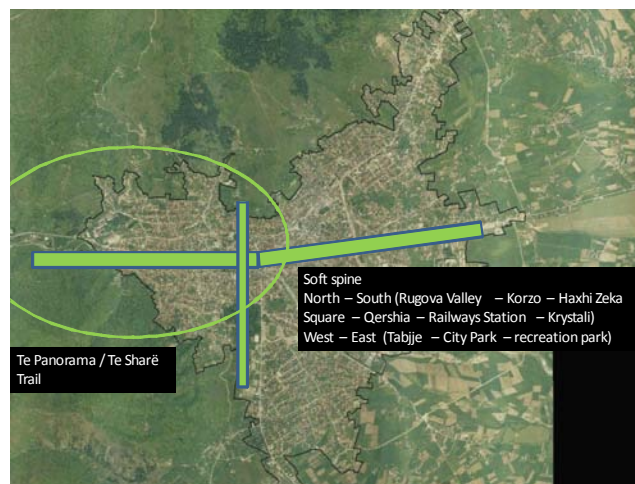 Soft spine
North – South (Rugova Valley – Korzo – Haxhi Zeka
Square – Qershia – Railways Station – Krystali)
West – East (Tabjje – City Park – recreation park)
Te Panorama / Te Sharë
Trail